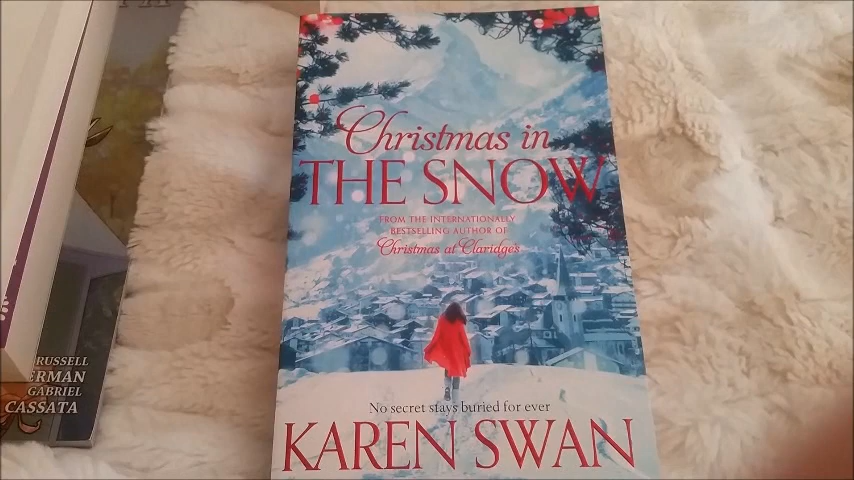 Christmas in
THE SNOW
FROM THE INTERNATIONALLY
BESTSELLING AUTHOR OF
Christmas at Claridges
No secret stays buried for ever
KAREN SWAN
RUSSELL
ERMAN
GABRIEL
CASSATA